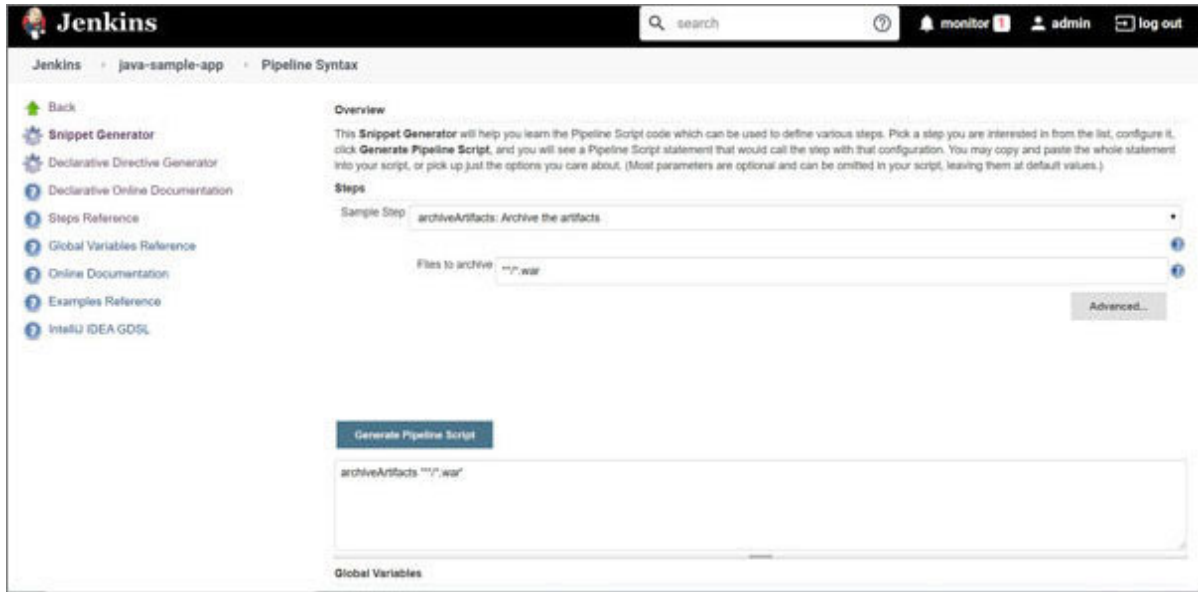 Jenkins
search
monitor 1
admin
log out
Jenkins
java-sample-app
Pipeline Syntax
Back
Snippet Generator
Declarative Directive Generator
Declarative Online Documentation
Steps Reference
Global Variables Reference
Online Documentation
Examples Reference
IntelliJ IDEA GDSL
Overview
This Snippet Generator will help you learn the Pipeline Script code which can be used to define various steps. Pick a step you are interested in from the list, configure it,
click Generate Pipeline Script, and you will see a Pipeline Script statement that would call the step with that configuration. You may copy and paste the whole statement
into your script, or pick up just the options you care about. (Most parameters are optional and can be omitted in your script, leaving them at default values.)
Steps
Sample Step archiveArtifacts: Archive the artifacts
Files to archive **/*.war
Advanced...
Generate Pipeline Script
archiveArtifacts '**/*.war'
Global Variables